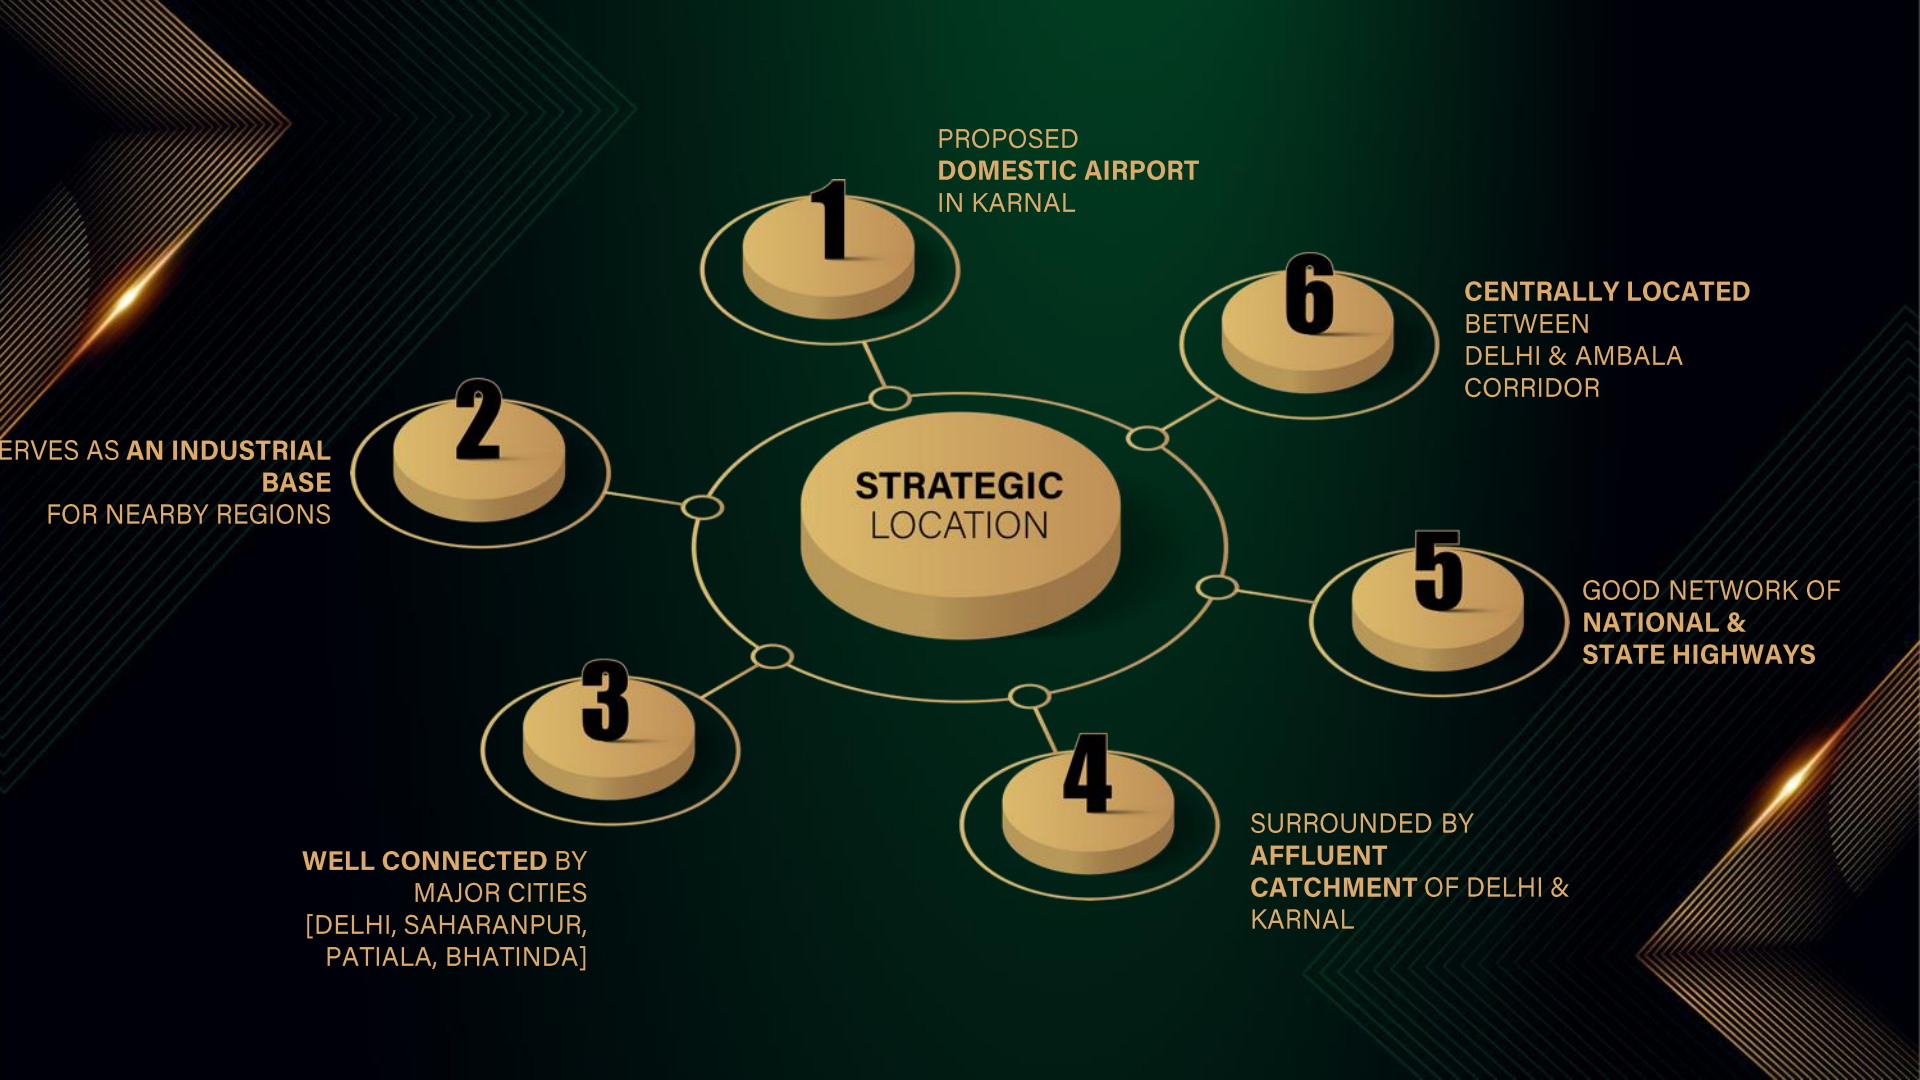 STRATEGIC
LOCATION
1
PROPOSED
DOMESTIC AIRPORT
IN KARNAL
2
ERVES AS AN INDUSTRIAL
BASE
FOR NEARBY REGIONS
3
WELL CONNECTED BY
MAJOR CITIES
[DELHI, SAHARANPUR,
PATIALA, BHATINDA]
4
SURROUNDED BY
AFFLUENT
CATCHMENT OF DELHI &
KARNAL
5
GOOD NETWORK OF
NATIONAL &
STATE HIGHWAYS
6
CENTRALLY LOCATED
BETWEEN
DELHI & AMBALA
CORRIDOR